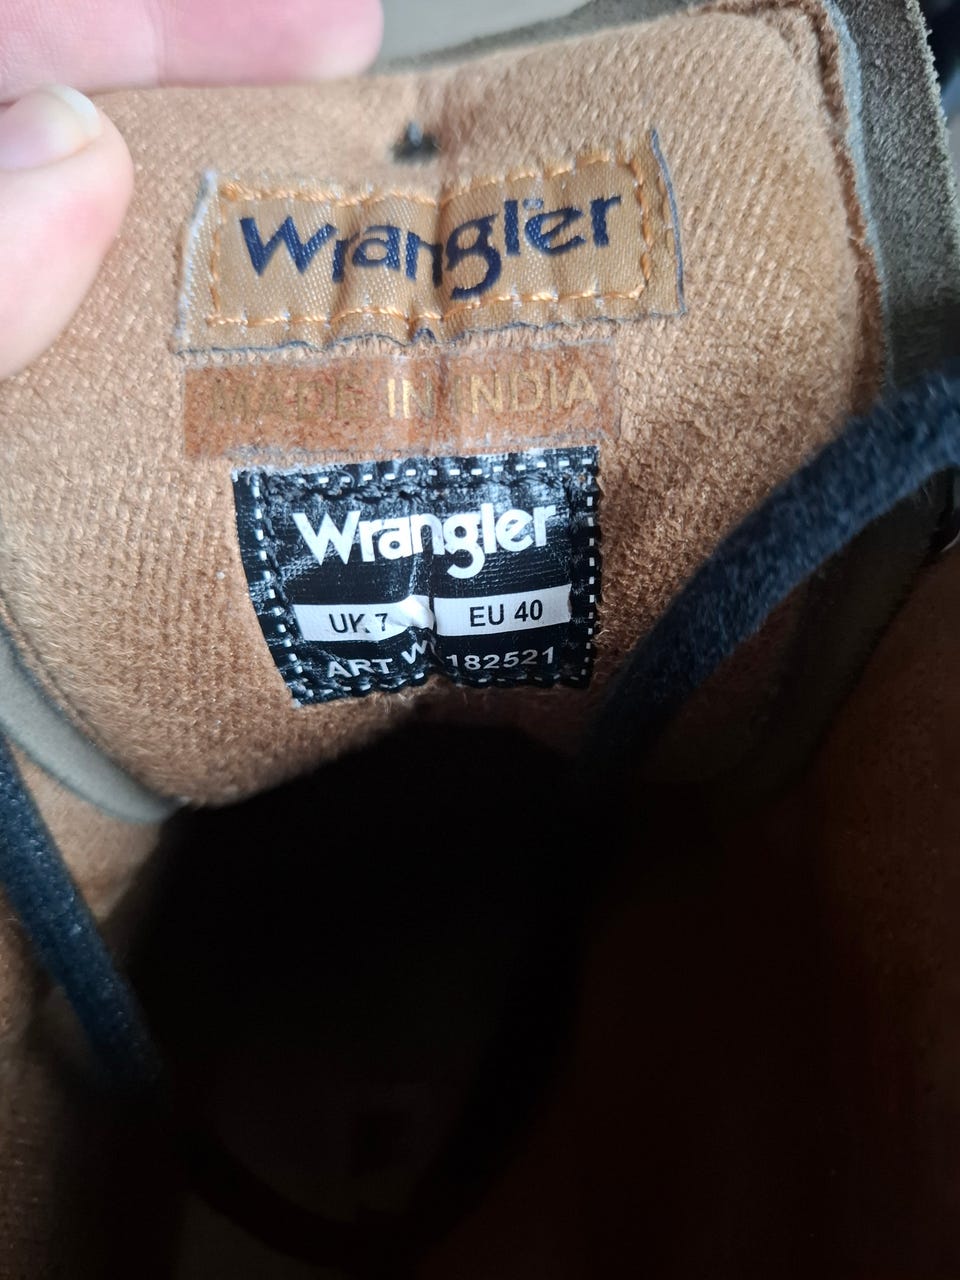 Wrangler
MADE IN INDIA
Wrangler
UK 7 EU 40
ART 182521